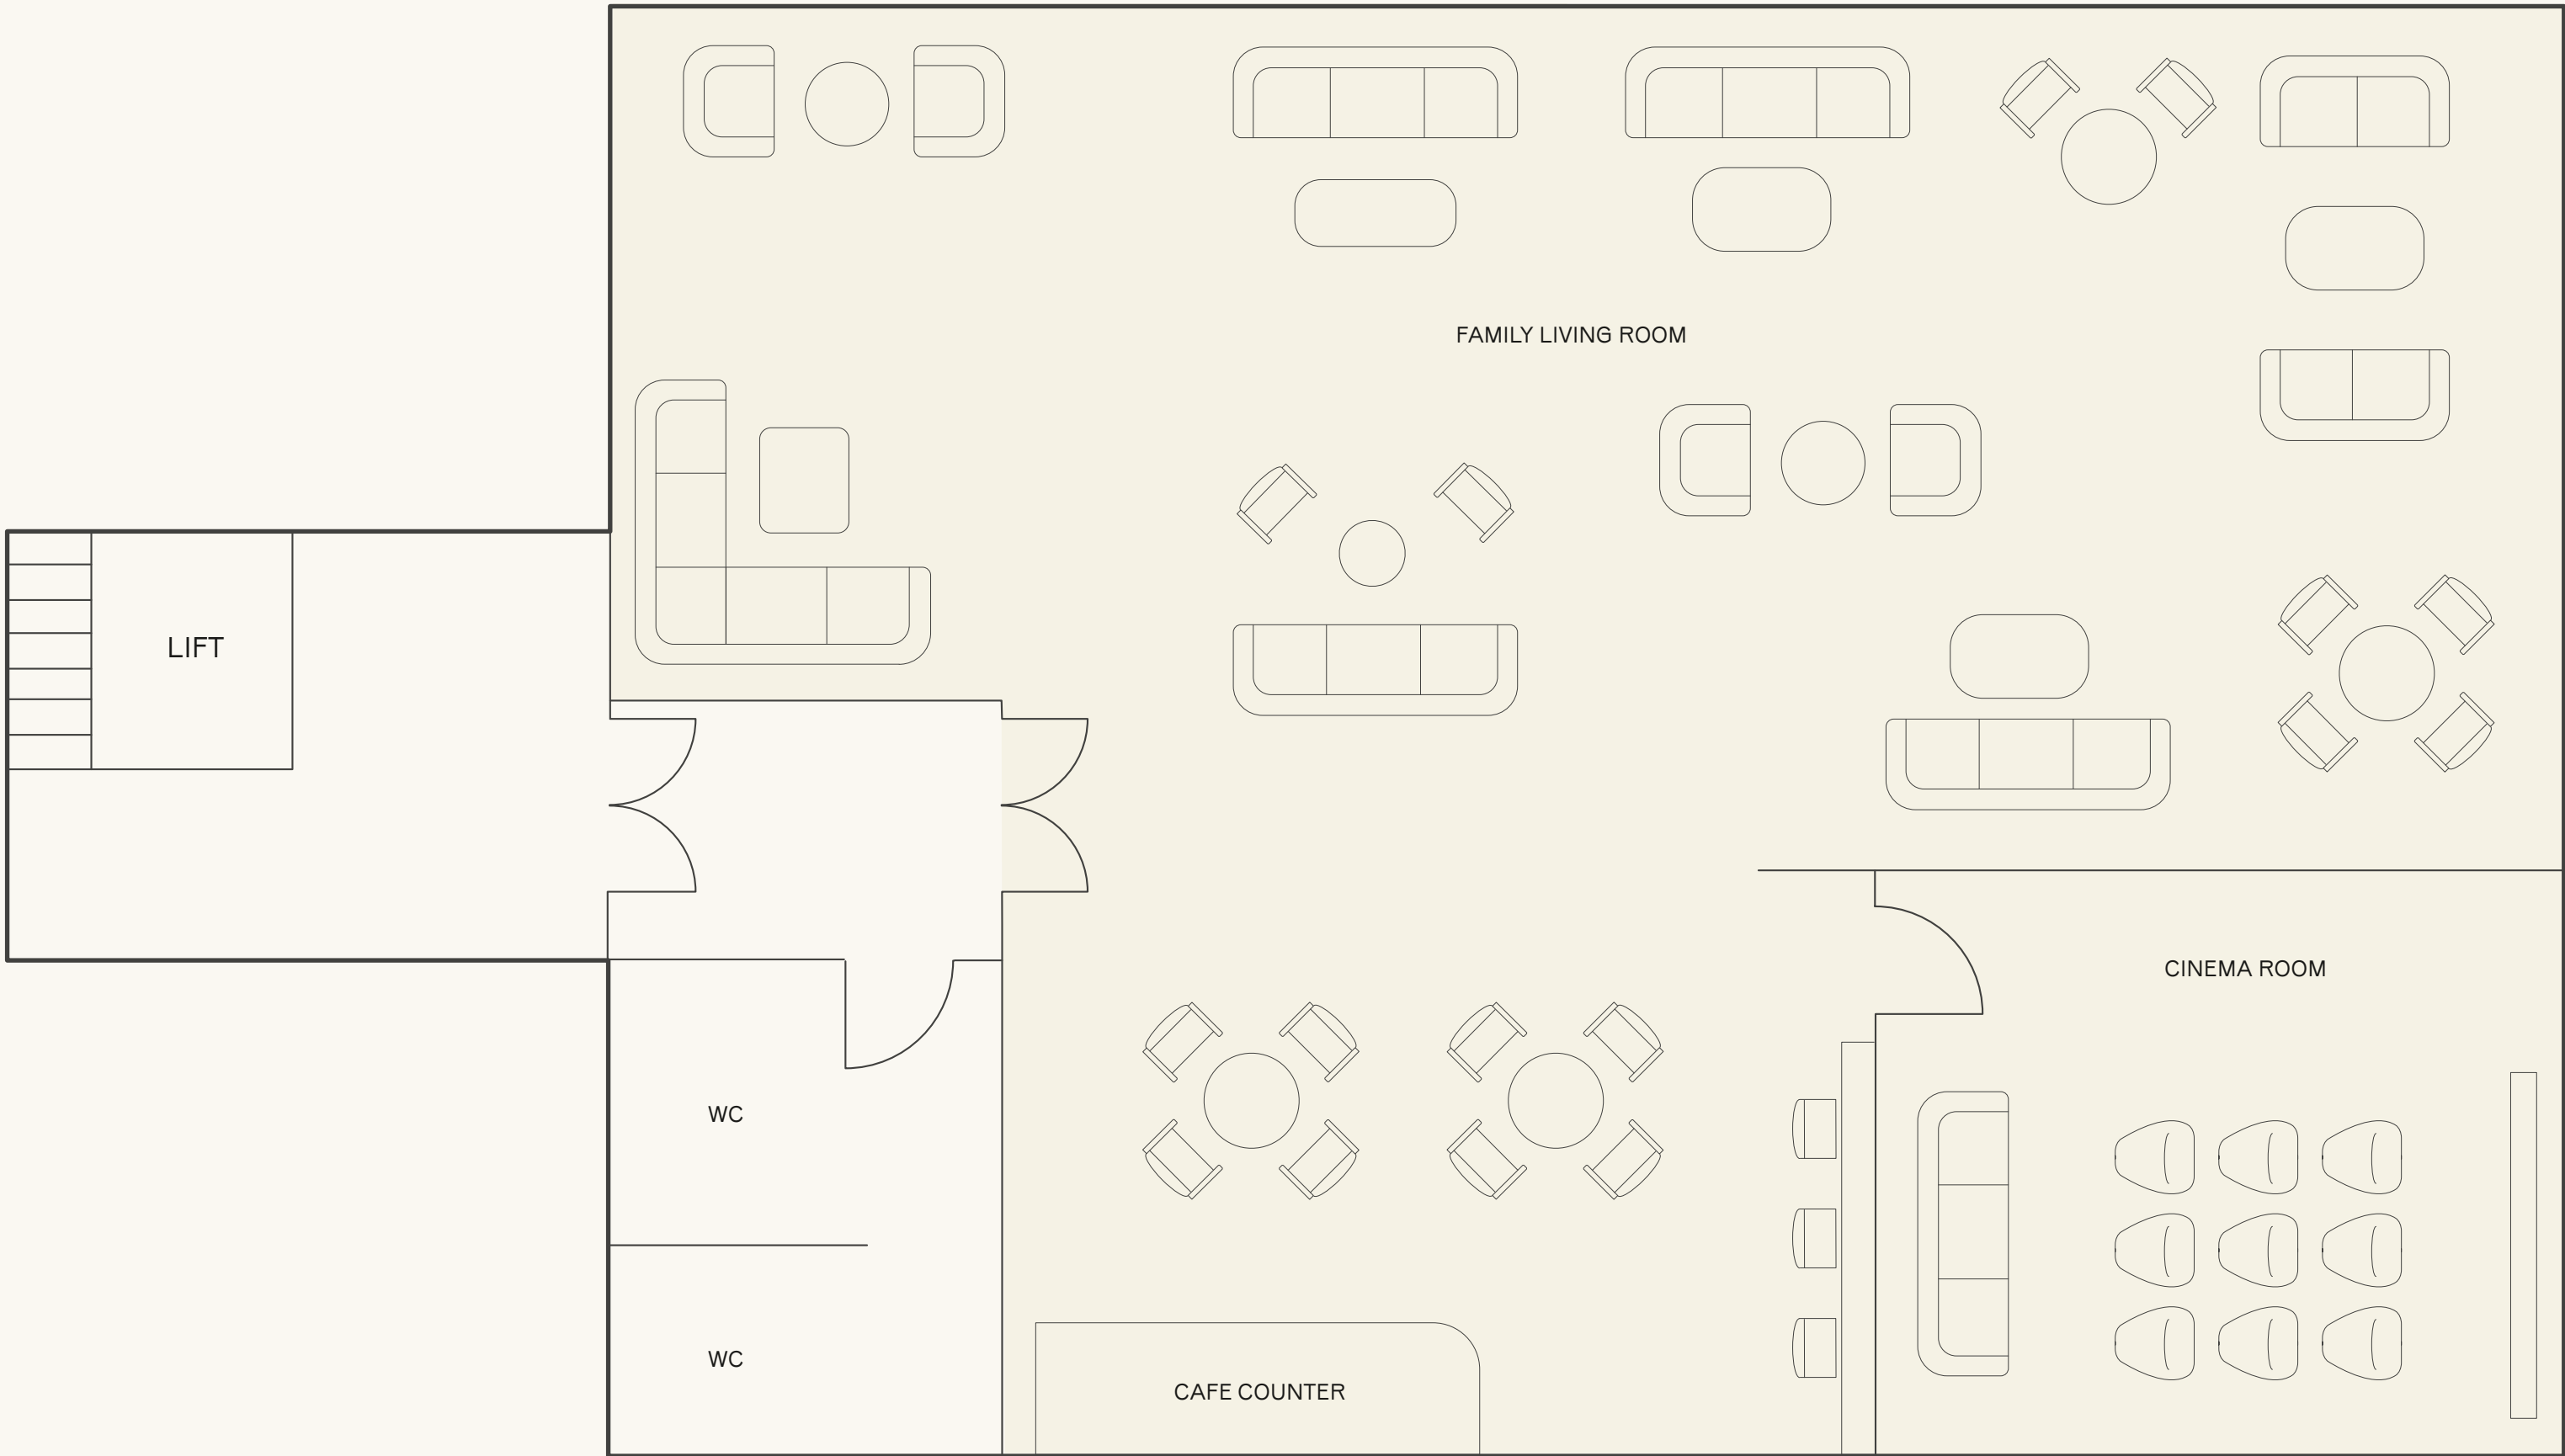 FAMILY LIVING ROOM
LIFT
CINEMA ROOM
WC
WC
CAFE COUNTER